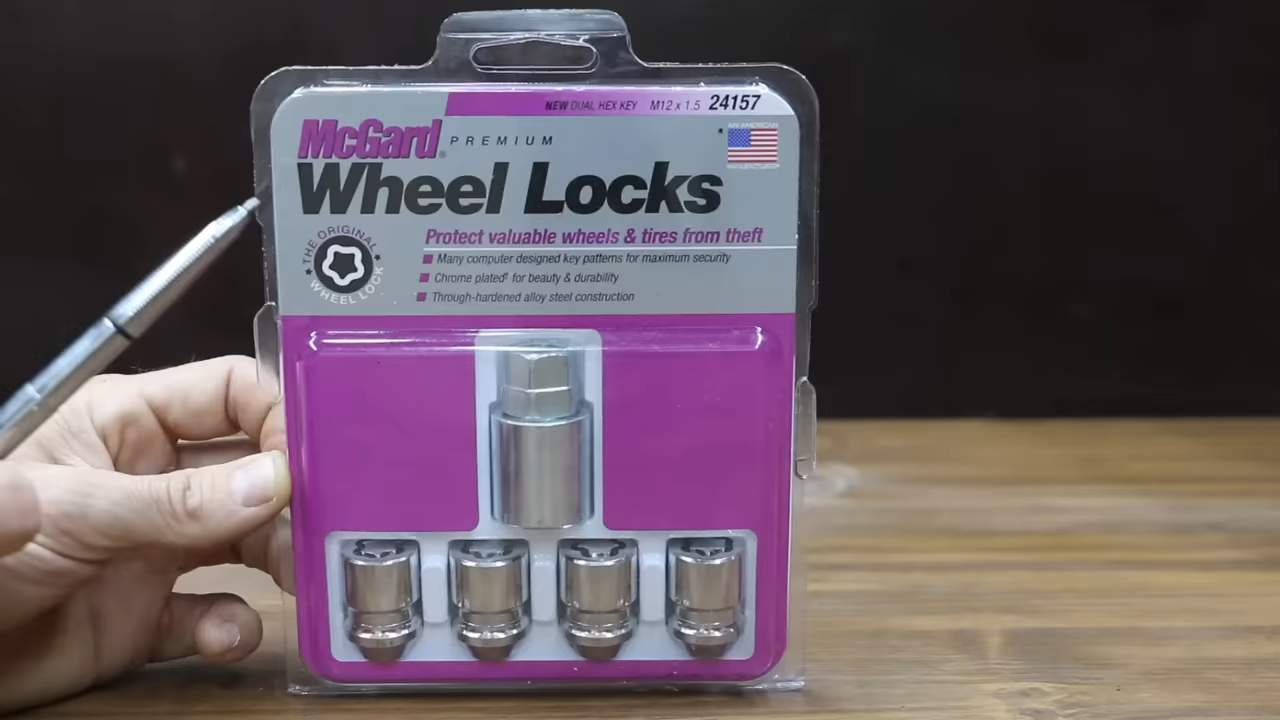 NEW DUAL HEX KEY M12 x 1.5 24157
McGard® PREMIUM
AN AMERICAN
Wheel Locks
Protect valuable wheels & tires from theft
THE ORIGINAL
WHEEL LOCK
Many computer designed key patterns for maximum security
Chrome plated† for beauty & durability
Through-hardened alloy steel construction